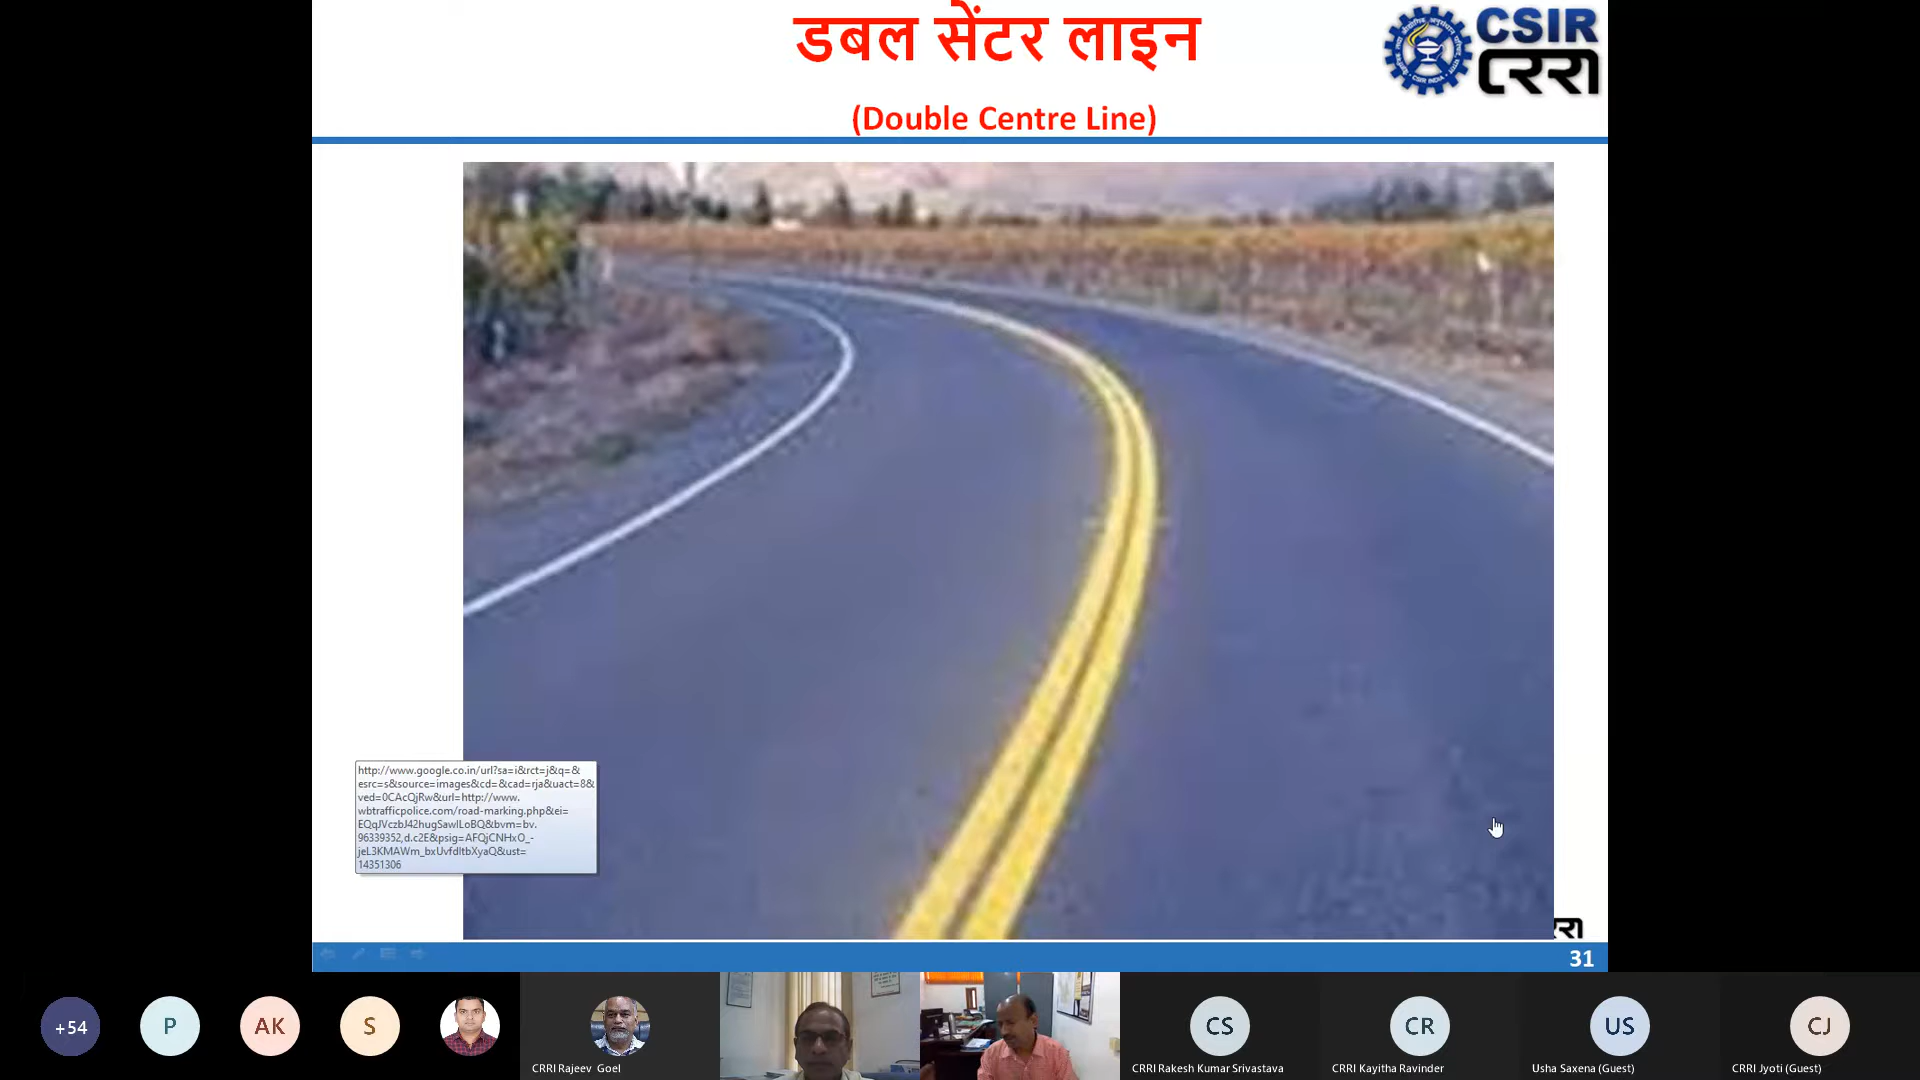 डबल सेंटर लाइन
CSIR
CRRI
(Double Centre Line)
http://www.google.co.in/url?sa=i&rct=j&q=&
esrc=s&source=images&cd=&cad=rja&uact=8&
ved=0CAcQjRw&url=http://www.
wbtrafficpolice.com/road-marking.php&ei=
EQqJVczbJ42hugSawILoBQ&bvm=bv.
96339352,d.c2E&psig=AFQjCNHxO_-
jeL3KMAWm_bxUvfdltbXyaQ&ust=
14351306
31
+54
P
AK
S
CS
CR
US
CJ
CRRI Rajeev Goel
CRRI Rakesh Kumar Srivastava
CRRI Kayitha Ravinder
Usha Saxena (Guest)
CRRI Jyoti (Guest)